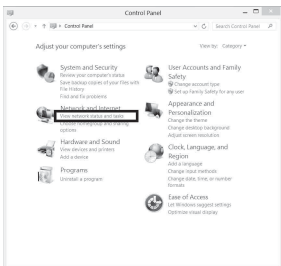 Control Panel
Control Panel
Search Control Panel
Adjust your computer's settings
View by: Category
System and Security
Review your computer's status
Save backup copies of your files with
File History
Find and fix problems
Network and Internet
View network status and tasks
Choose homegroup and sharing
options
Hardware and Sound
View devices and printers
Add a device
Programs
Uninstall a program
User Accounts and Family
Safety
Change account type
Set up Family Safety for any user
Appearance and
Personalization
Change the theme
Change desktop background
Adjust screen resolution
Clock, Language, and
Region
Add a language
Change input methods
Change date, time, or number
formats
Ease of Access
Let Windows suggest settings
Optimize visual display